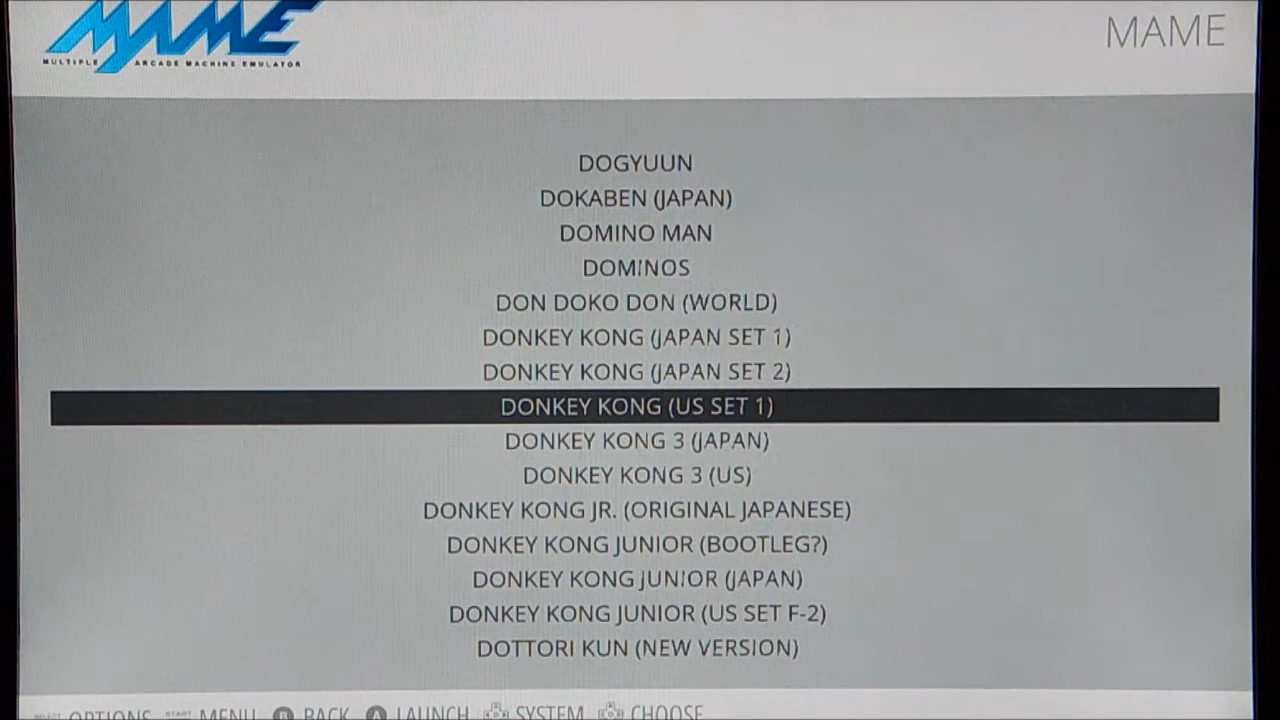 MAME
MULTIPLE ARCADE MACHINE EMULATOR
MAME
DOGYUUN
DOKABEN (JAPAN)
DOMINO MAN
DOMINOS
DON DOKO DON (WORLD)
DONKEY KONG (JAPAN SET 1)
DONKEY KONG (JAPAN SET 2)
DONKEY KONG (US SET 1)
DONKEY KONG 3 (JAPAN)
DONKEY KONG 3 (US)
DONKEY KONG JR. (ORIGINAL JAPANESE)
DONKEY KONG JUNIOR (BOOTLEG?)
DONKEY KONG JUNIOR (JAPAN)
DONKEY KONG JUNIOR (US SET F-2)
DOTTORI KUN (NEW VERSION)
SELECT OPTIONS START MENU B BACK A LAUNCH SYSTEM CHOOSE